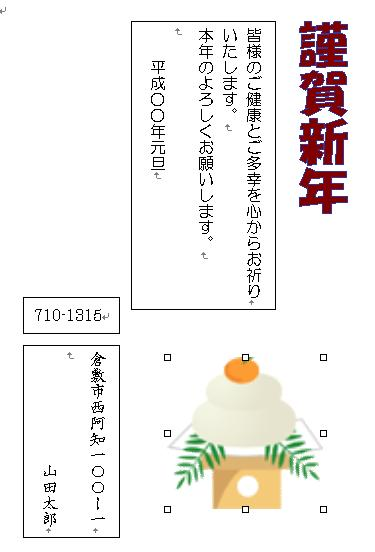 謹賀新年
皆様のご健康とご多幸を心からお祈り
いたします。
本年のよろしくお願いします。
平成〇〇年元旦
710-1315
倉敷市西阿知一〇〇ー一
山田太郎